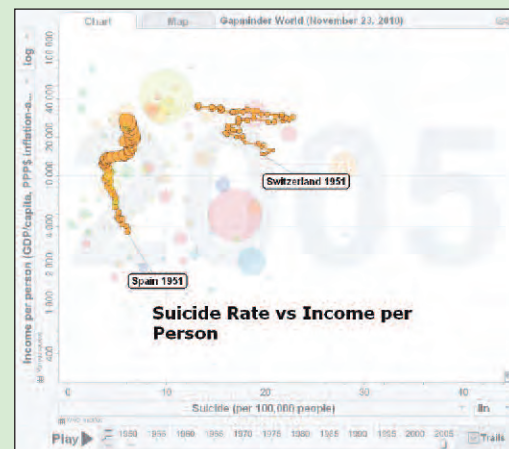 Chart Map Gapminder World (November 23, 2010)
log
Income per person (GDP/capita, PPP$ inflation-a...
100 000
40 000
20 000
10 000
4 000
2 000
1 000
400
2005
Switzerland 1951
Spain 1951
Suicide Rate vs Income per
Person
0 10 20 30 40
Suicide (per 100,000 people) lin
Play 1950 1955 1960 1965 1970 1975 1980 1985 1990 1995 2000 2005 Trails